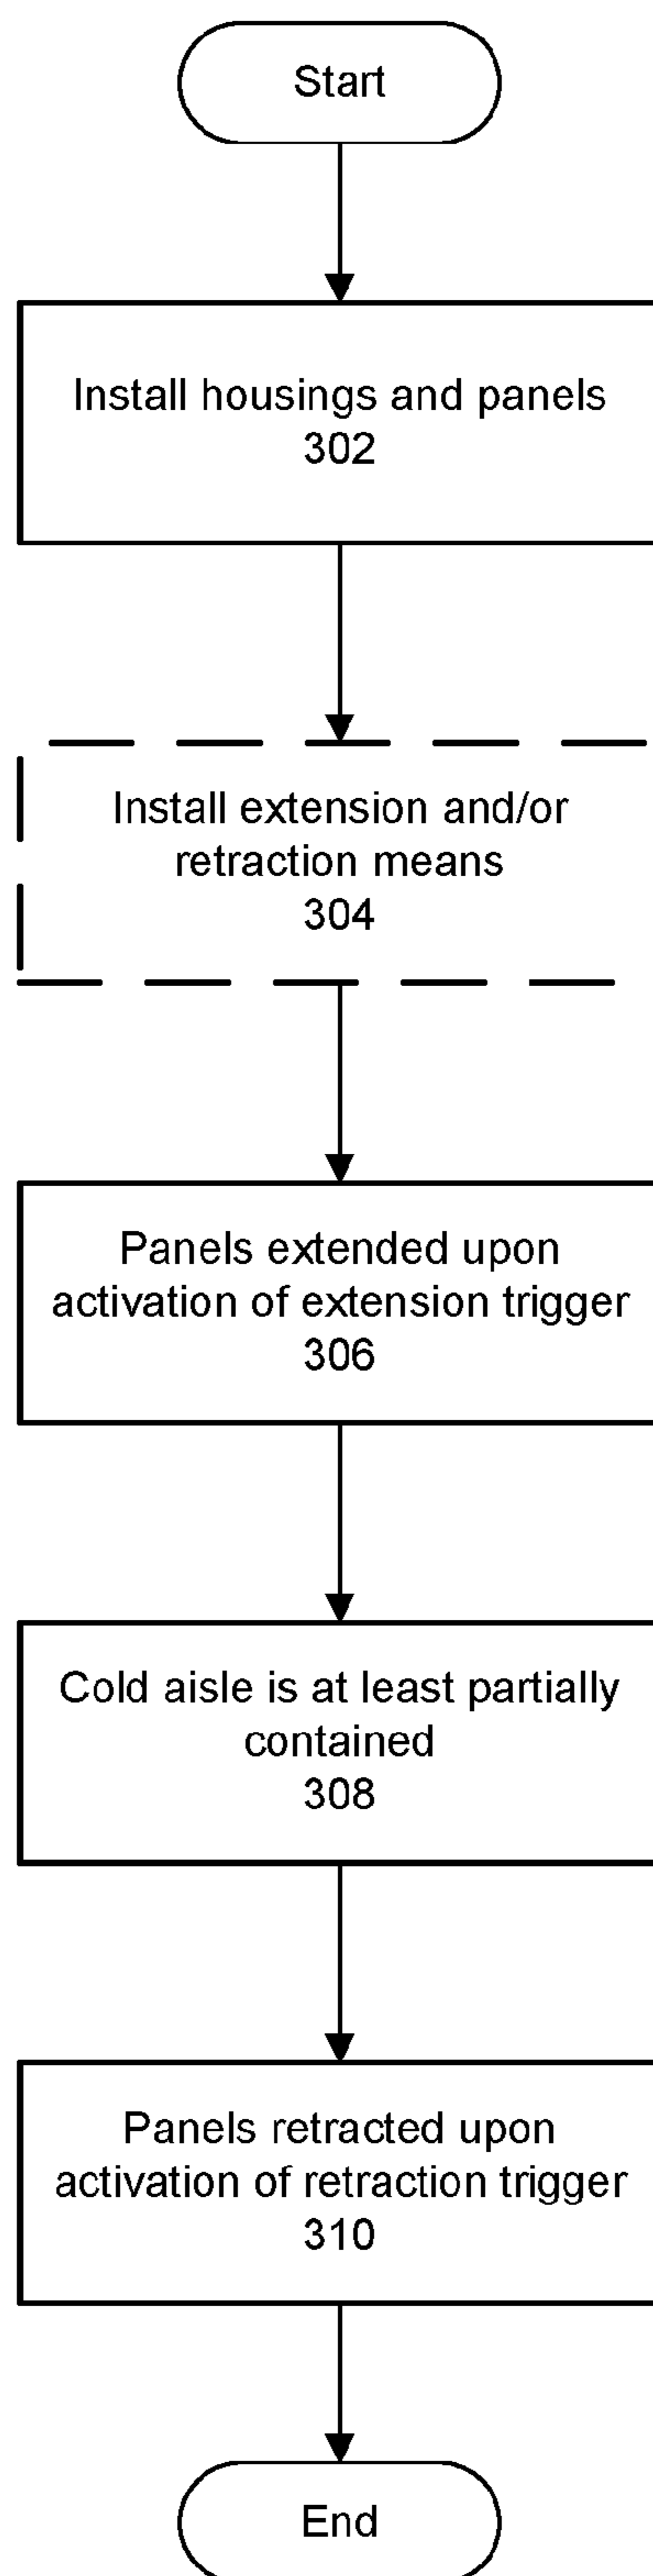 Start
Install housings and panels
302
Install extension and/or
retraction means
304
Panels extended upon
activation of extension trigger
306
Cold aisle is at least partially
contained
308
Panels retracted upon
activation of retraction trigger
310
End